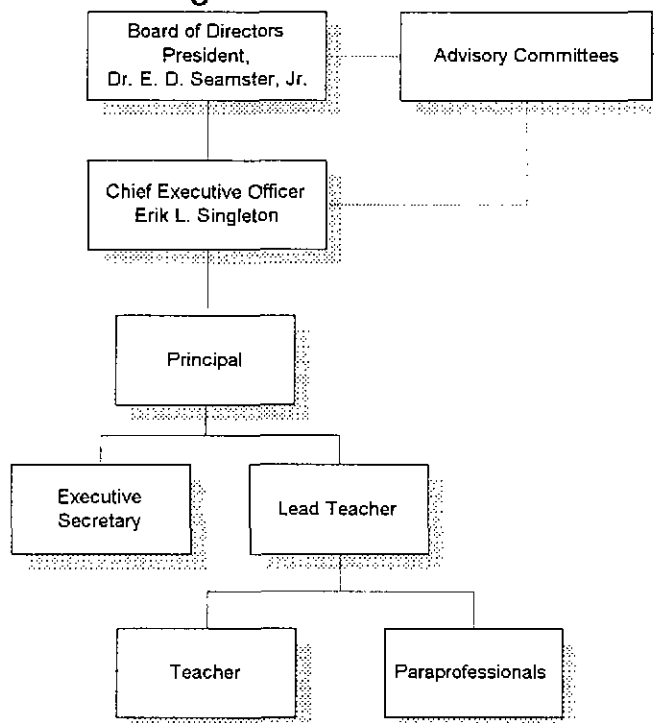 Board of Directors
President,
Dr. E. D. Seamster, Jr.
Advisory Committees
Chief Executive Officer
Erik L. Singleton
Principal
Executive
Secretary
Lead Teacher
Teacher
Paraprofessionals